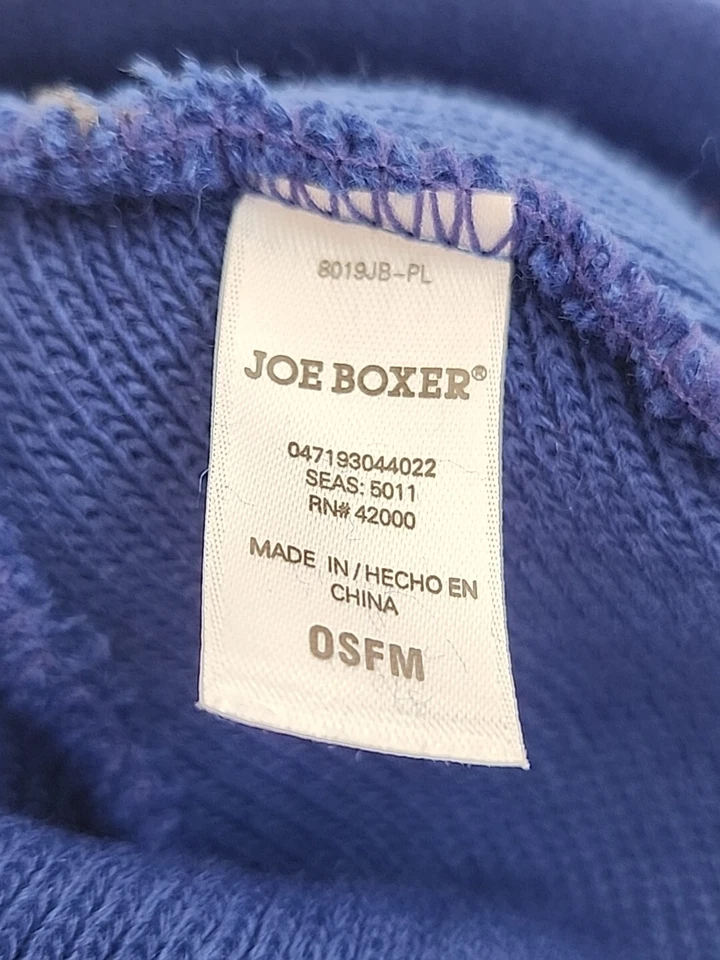 8019JB-PL
JOE BOXER®
047193044022
SEAS: 5011
RN# 42000
MADE IN / HECHO EN
CHINA
OSFM